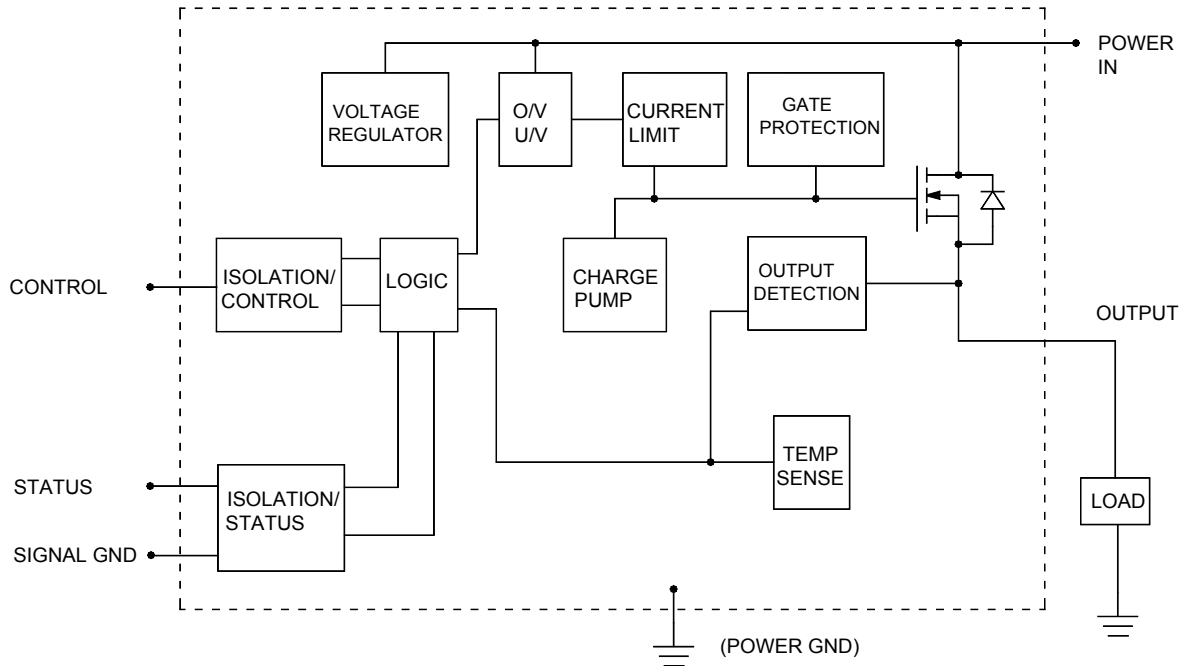 POWER
IN
VOLTAGE
REGULATOR
O/V
U/V
CURRENT
LIMIT
GATE
PROTECTION
CONTROL
ISOLATION/
CONTROL
LOGIC
CHARGE
PUMP
OUTPUT
DETECTION
OUTPUT
STATUS
SIGNAL GND
ISOLATION/
STATUS
TEMP
SENSE
LOAD
(POWER GND)